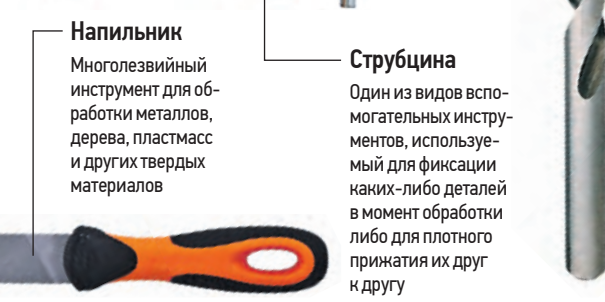 Напильник
Многолезвийный
инструмент для об-
работки металлов,
дерева, пластмасс
и других твердых
материалов
Струбцина
Один из видов вспо-
могательных инстру-
ментов, используе-
мый для фиксации
каких-либо деталей
в момент обработки
либо для плотного
прижатия их друг
к другу